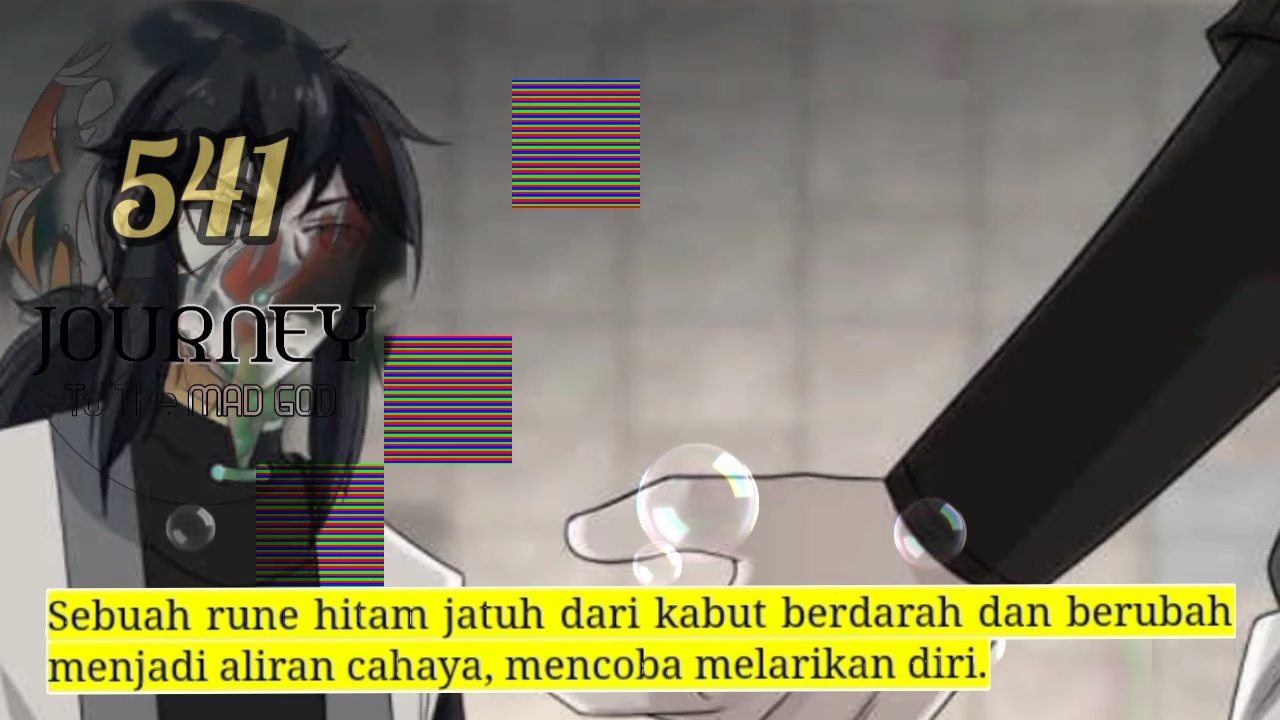 541
JOURNEY
To The MAD GOD
Sebuah rune hitam jatuh dari kabut berdarah dan berubah
menjadi aliran cahaya, mencoba melarikan diri.